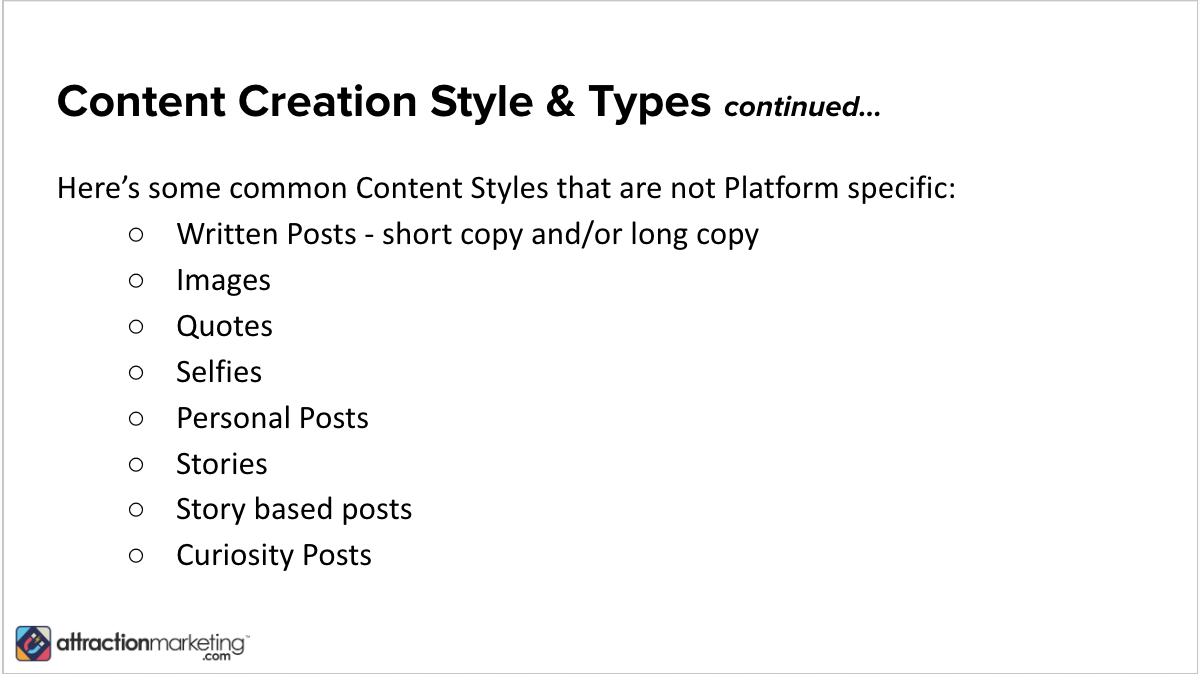 Content Creation Style & Types continued...
Here’s some common Content Styles that are not Platform specific:
○ Written Posts - short copy and/or long copy
○ Images
○ Quotes
○ Selfies
○ Personal Posts
○ Stories
○ Story based posts
○ Curiosity Posts
attractionmarketing™
.com